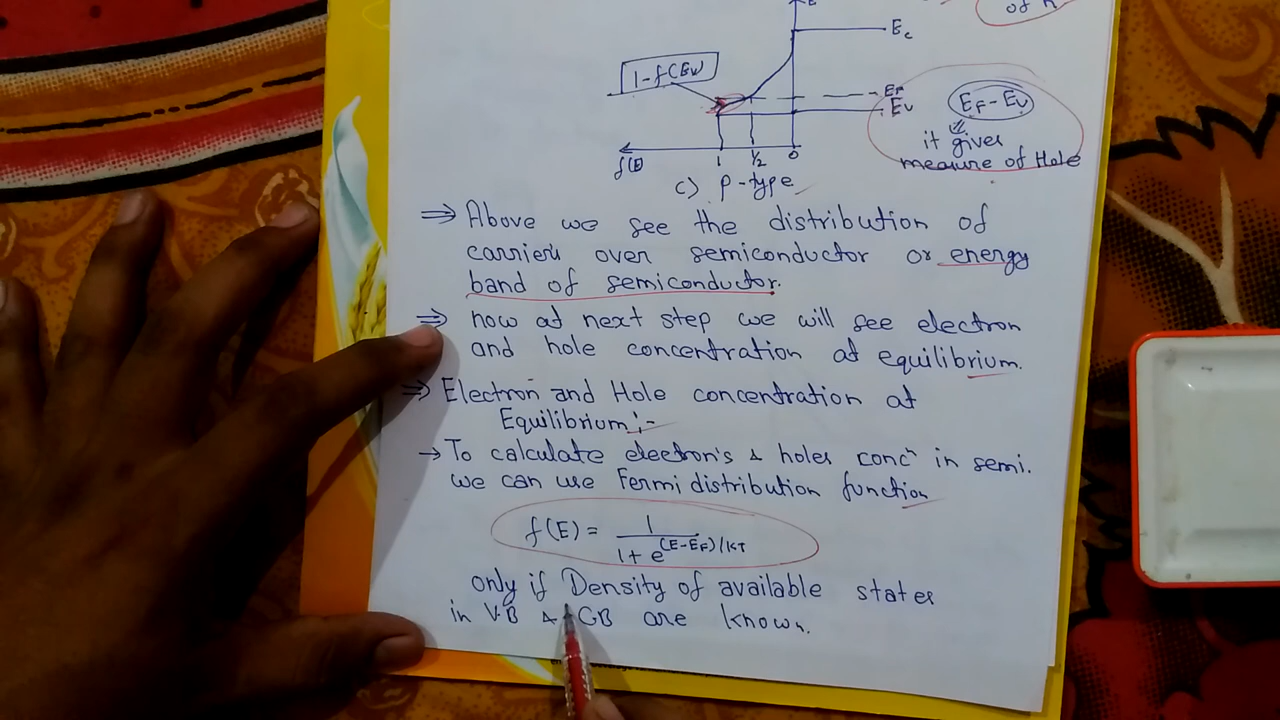 E
of n
Ec
1-f(Ev)
EF
Ev
EF-Ev
it gives
measure of Hole
f(E) 1 1/2 0
c) p-type
⇒ Above we see the distribution of
carriers over semiconductor or energy
band of semiconductor.
⇒ now at next step we will see electron
and hole concentration at equilibrium.
⇒ Electron and Hole concentration at
Equilibrium:-
→ To calculate electron's & holes concⁿ in semi.
we can use Fermi distribution function
f(E) = 1 / 1+e^(E-EF)/KT
only if Density of available states
in V.B & CB are known.